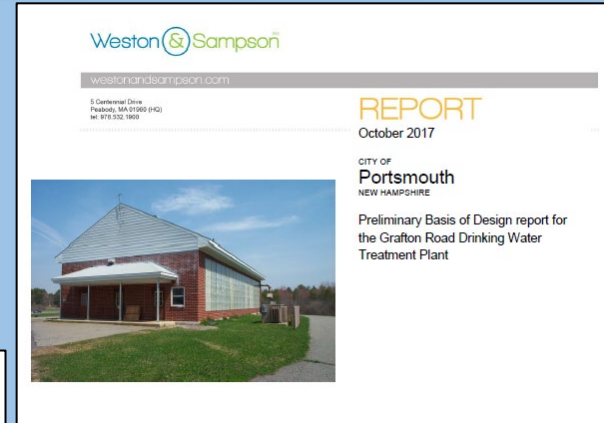 Weston & Sampson
westonandsampson.com
5 Centennial Drive
Peabody, MA 01960 (HQ)
tel: 978.532.1900
REPORT
October 2017
CITY OF
Portsmouth
NEW HAMPSHIRE
Preliminary Basis of Design report for
the Grafton Road Drinking Water
Treatment Plant